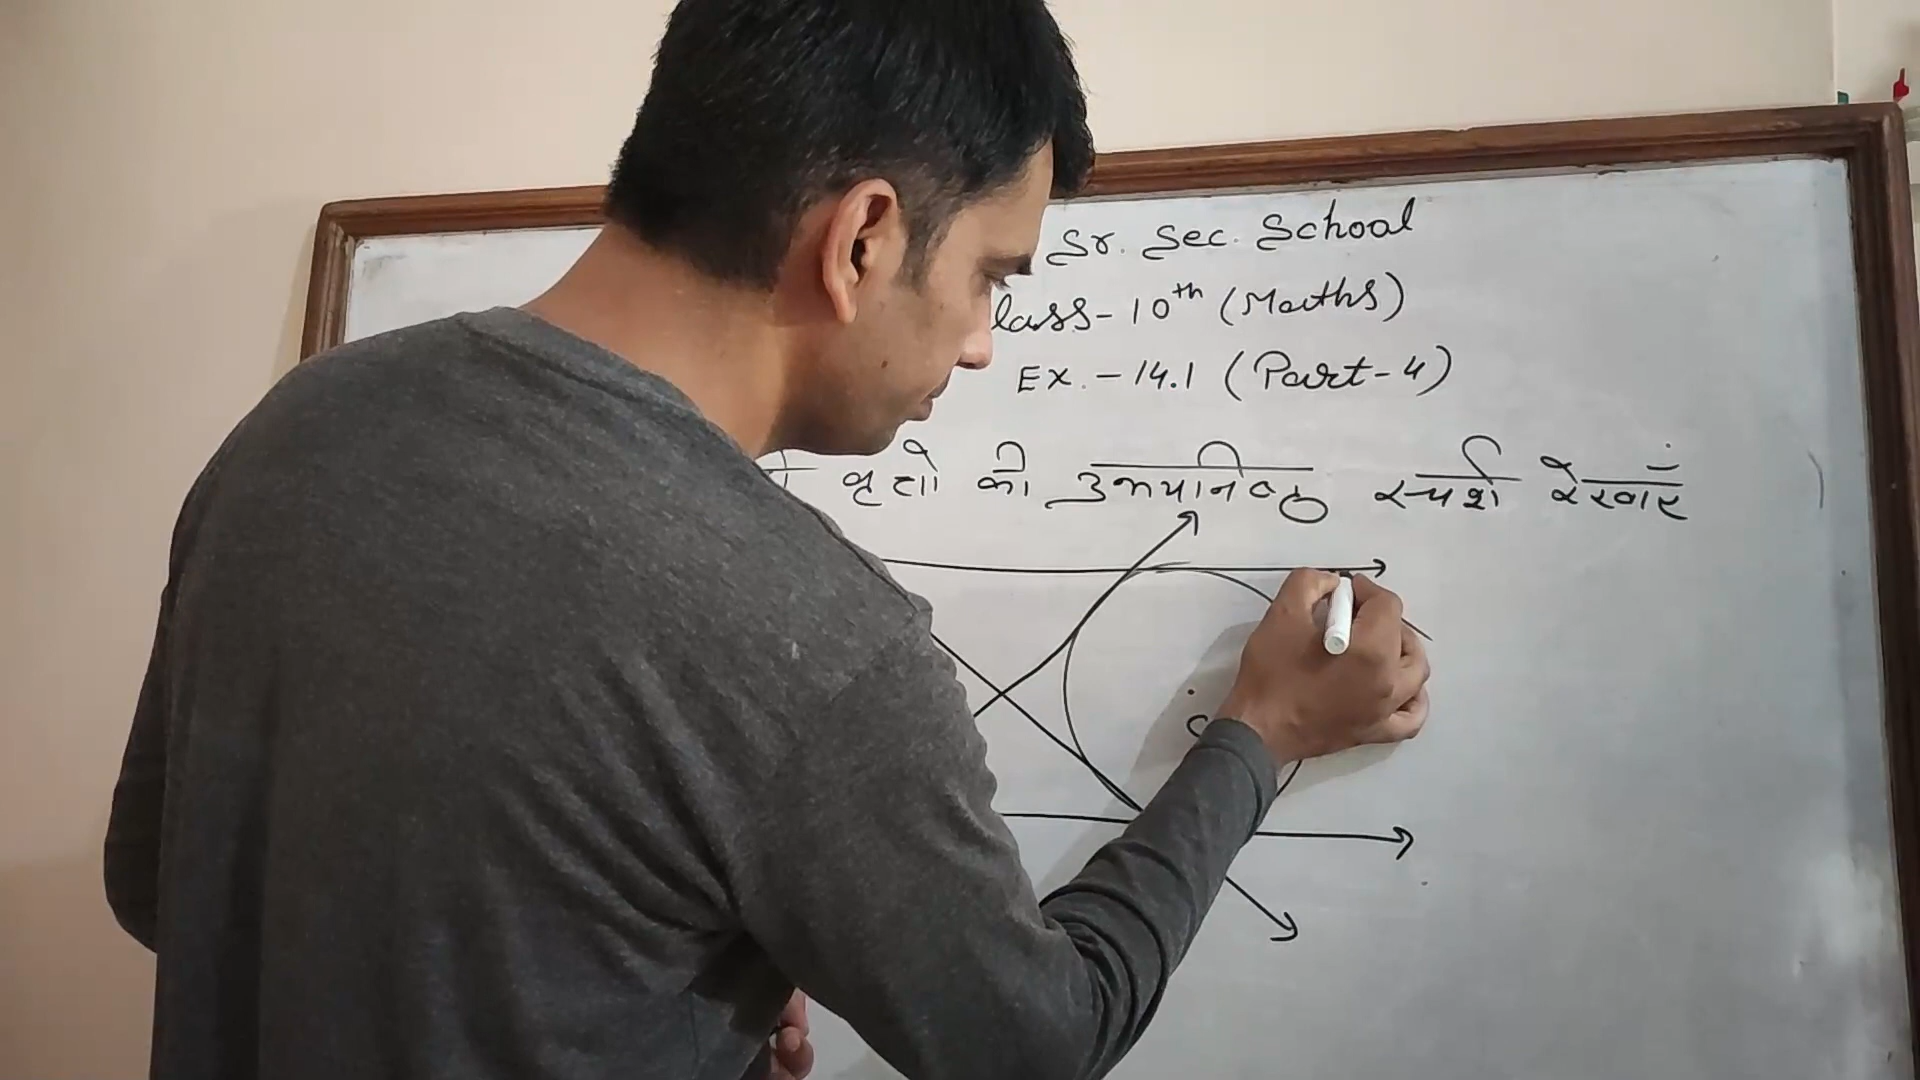 Sr. Sec. School
lass-10th (Maths)
Ex.-14.1 (Part-4)
वृतो की उभयनिष्ठ स्पर्श रेखाएं